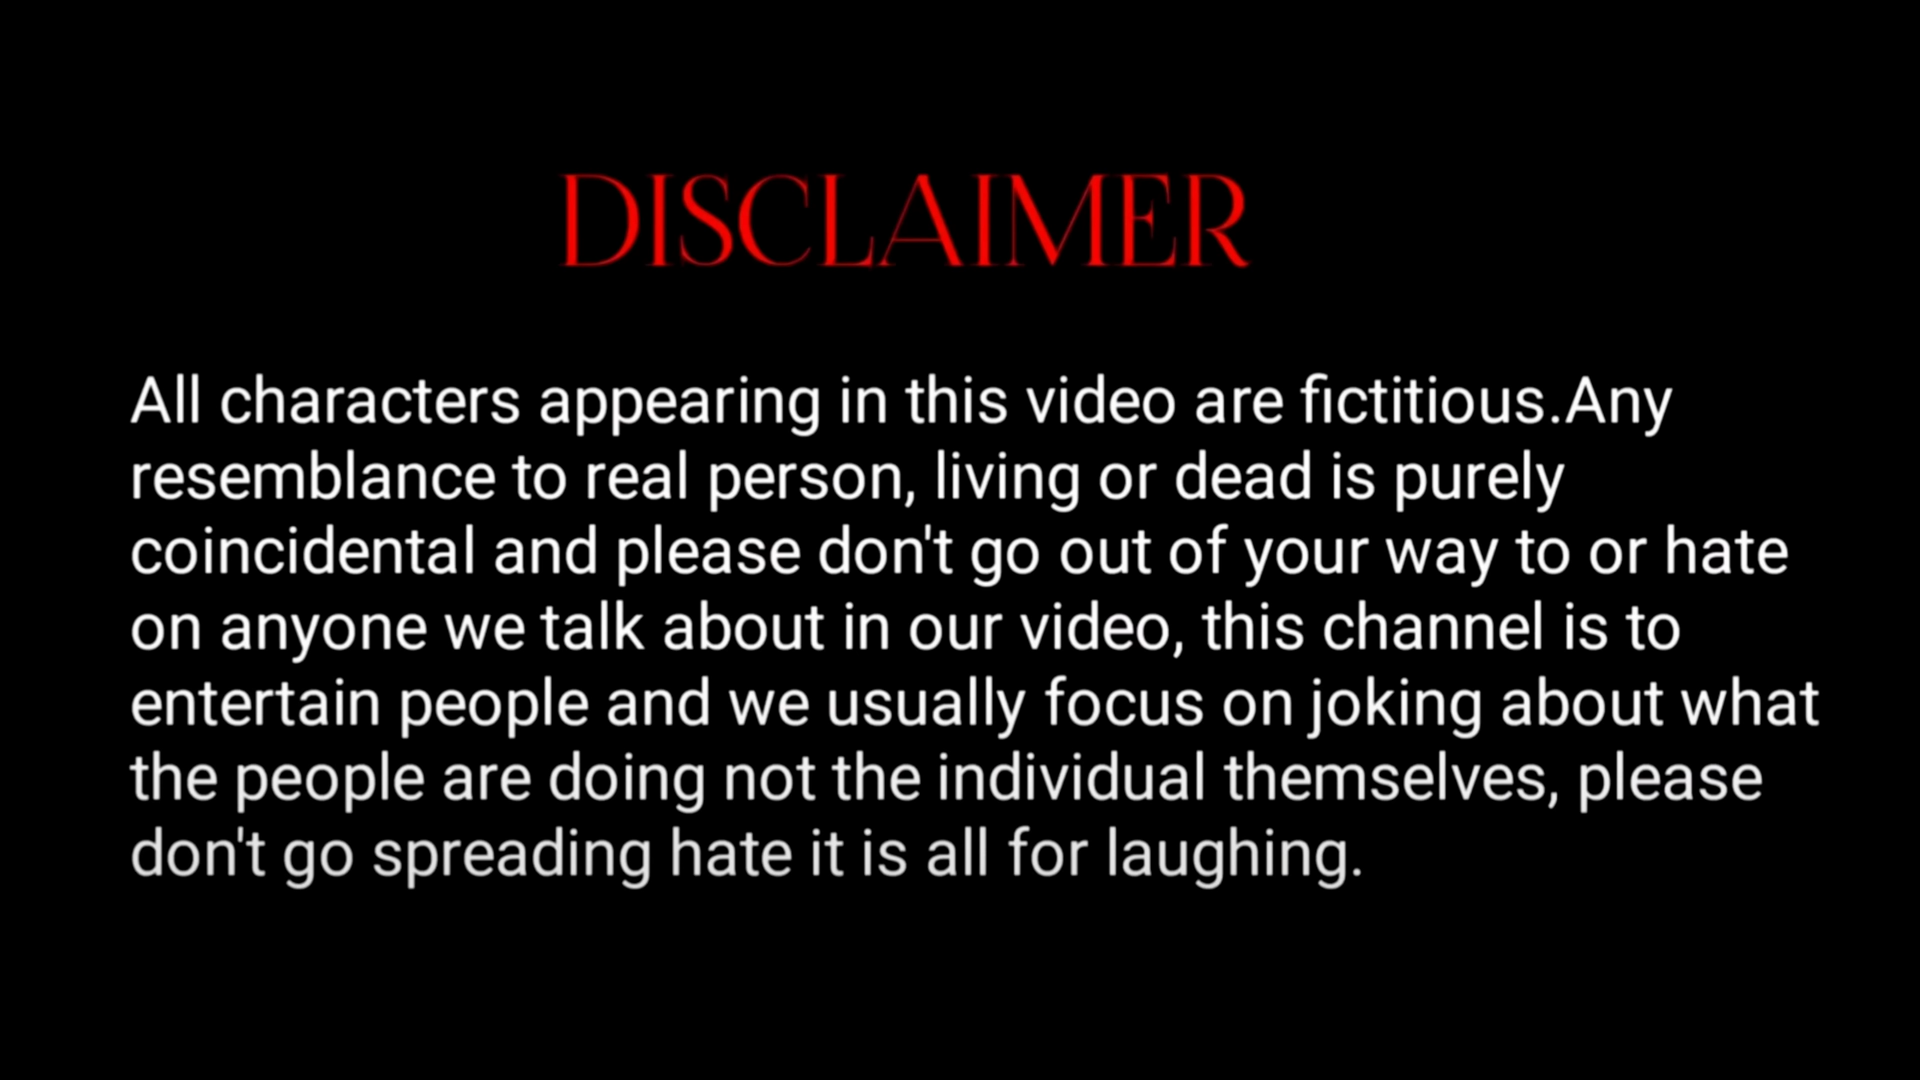 DISCLAIMER
All characters appearing in this video are fictitious.Any
resemblance to real person, living or dead is purely
coincidental and please don't go out of your way to or hate
on anyone we talk about in our video, this channel is to
entertain people and we usually focus on joking about what
the people are doing not the individual themselves, please
don't go spreading hate it is all for laughing.